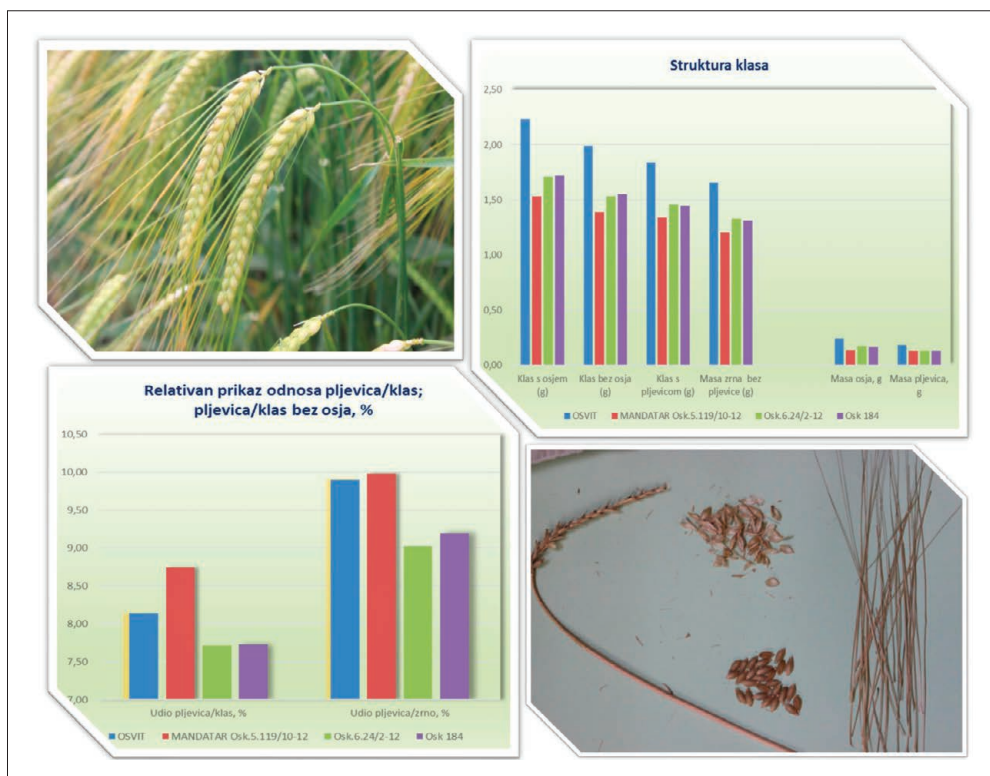 Struktura klasa
2,50
2,00
1,50
1,00
0,50
0,00
Klas s osjem (g)
Klas bez osja (g)
Klas s pljevicom (g)
Masa zrna bez pljevice (g)
Masa osja, g
Masa pljevica, g
OSVIT
MANDATAR Osk.5.119/10-12
Osk.6.24/2-12
Osk 184
Relativan prikaz odnosa pljevica/klas;
pljevica/klas bez osja, %
10,50
10,00
9,50
9,00
8,50
8,00
7,50
7,00
Udio pljevica/klas, %
Udio pljevica/zrno, %
OSVIT
MANDATAR Osk.5.119/10-12
Osk.6.24/2-12
Osk 184